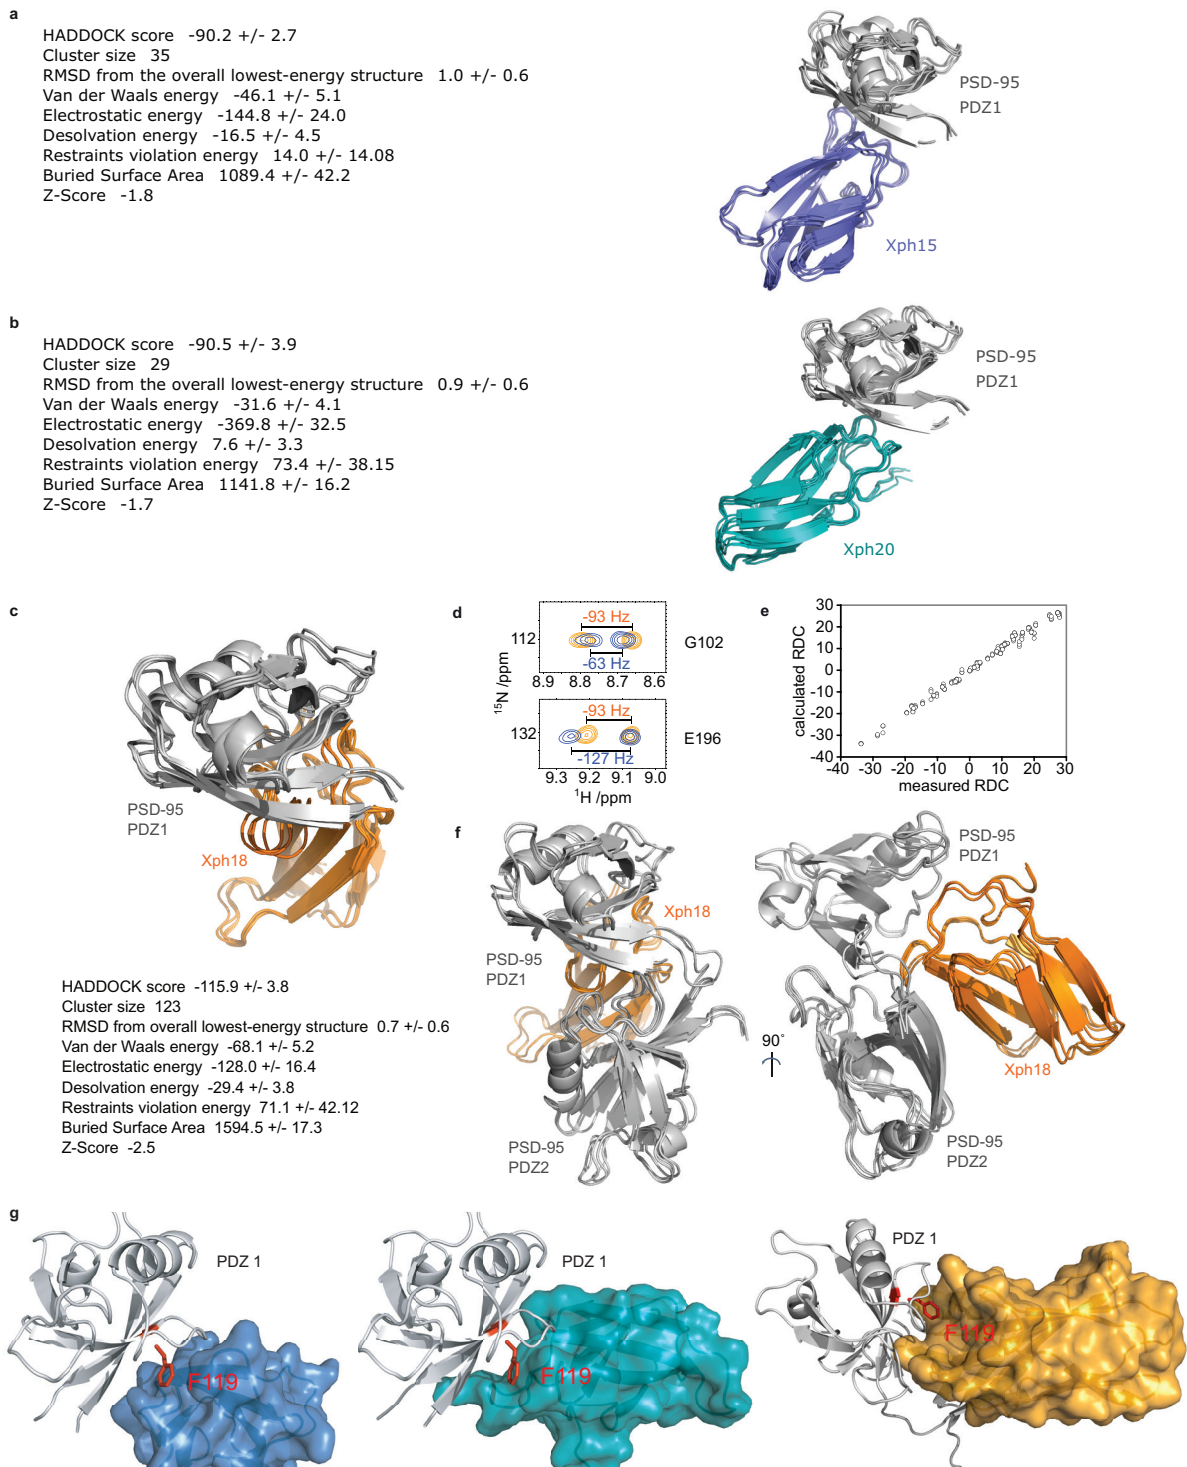 a
HADDOCK score -90.2 +/- 2.7
Cluster size 35
RMSD from the overall lowest-energy structure 1.0 +/- 0.6
Van der Waals energy -46.1 +/- 5.1
Electrostatic energy -144.8 +/- 24.0
Desolvation energy -16.5 +/- 4.5
Restraints violation energy 14.0 +/- 14.08
Buried Surface Area 1089.4 +/- 42.2
Z-Score -1.8
PSD-95
PDZ1
Xph15
b
HADDOCK score -90.5 +/- 3.9
Cluster size 29
RMSD from the overall lowest-energy structure 0.9 +/- 0.6
Van der Waals energy -31.6 +/- 4.1
Electrostatic energy -369.8 +/- 32.5
Desolvation energy 7.6 +/- 3.3
Restraints violation energy 73.4 +/- 38.15
Buried Surface Area 1141.8 +/- 16.2
Z-Score -1.7
PSD-95
PDZ1
Xph20
c
PSD-95
PDZ1
Xph18
HADDOCK score -115.9 +/- 3.8
Cluster size 123
RMSD from overall lowest-energy structure 0.7 +/- 0.6
Van der Waals energy -68.1 +/- 5.2
Electrostatic energy -128.0 +/- 16.4
Desolvation energy -29.4 +/- 3.8
Restraints violation energy 71.1 +/- 42.12
Buried Surface Area 1594.5 +/- 17.3
Z-Score -2.5
d
-93 Hz
112
-63 Hz
G102
8.9 8.8 8.7 8.6
15N /ppm
-93 Hz
132
-127 Hz
E196
9.3 9.2 9.1 9.0
1H /ppm
e
30
20
10
0
-10
-20
-30
-40
calculated RDC
-40 -30 -20 -10 0 10 20 30
measured RDC
f
Xph18
PSD-95
PDZ1
PSD-95
PDZ2
90°
PSD-95
PDZ1
Xph18
PSD-95
PDZ2
g
PDZ 1
F119
PDZ 1
F119
PDZ 1
F119